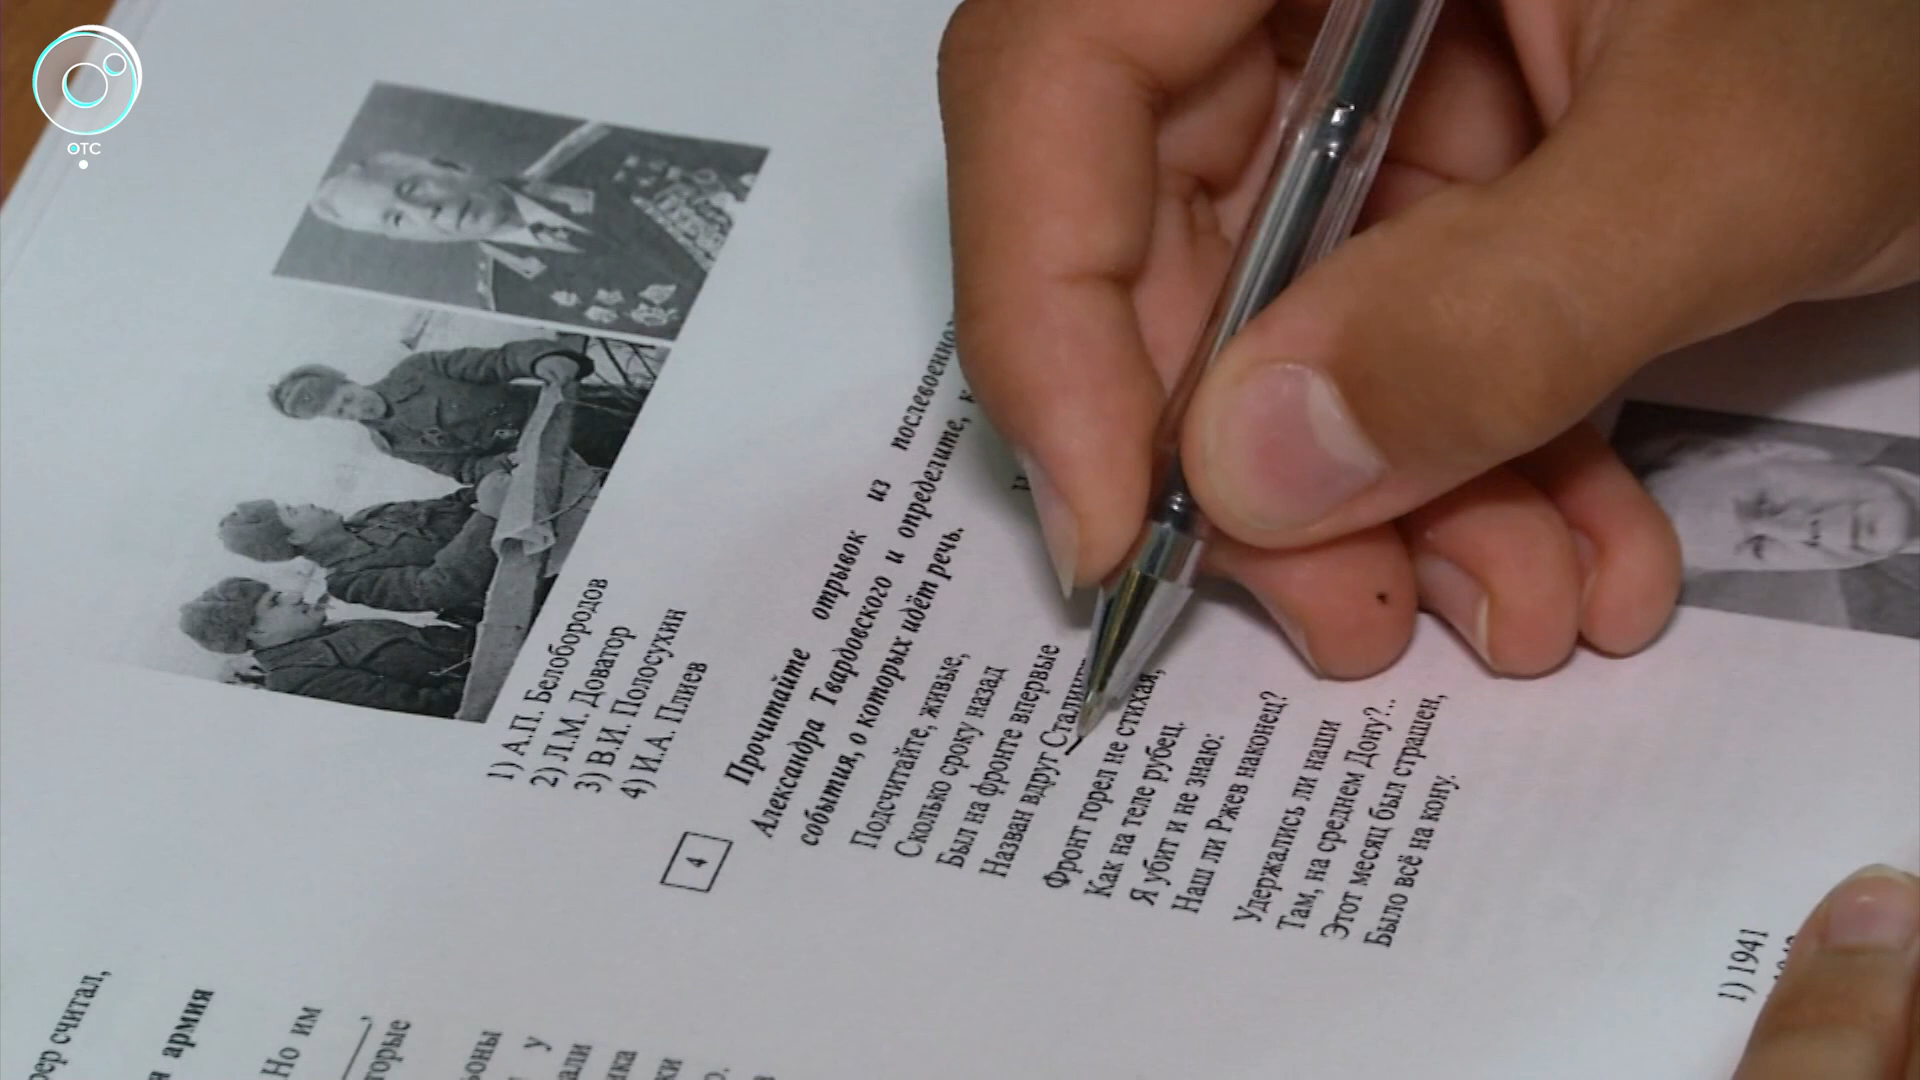 ОТС
1) А.П. Белобородов
2) Л.М. Доватор
3) В.И. Полосухин
4) И.А. Плиев
4
Прочитайте отрывок из
Александра Твардовского и определите,
события, о которых идёт речь.
Подсчитайте, живые,
Сколько сроку назад
Был на фронте впервые
Назван вдруг
Фронт горел не стихая,
Как на теле рубец.
Я убит и не знаю:
Наш ли Ржев наконец?
Удержались ли наши
Там, на среднем Дону?..
Этот месяц был страшен,
Было всё на кону.
1) 1941
считал,
армия
Но им